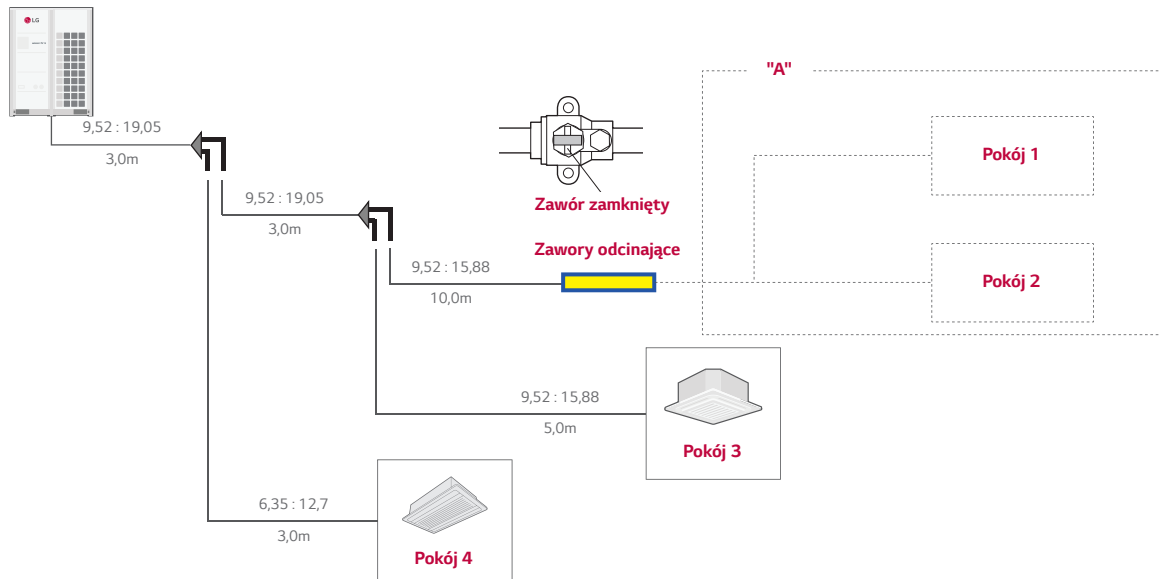 LG
"A"
9,52 : 19,05
3,0m
Pokój 1
9,52 : 19,05
3,0m
Zawór zamknięty
Zawory odcinające
9,52 : 15,88
10,0m
Pokój 2
9,52 : 15,88
5,0m
Pokój 3
6,35 : 12,7
3,0m
Pokój 4